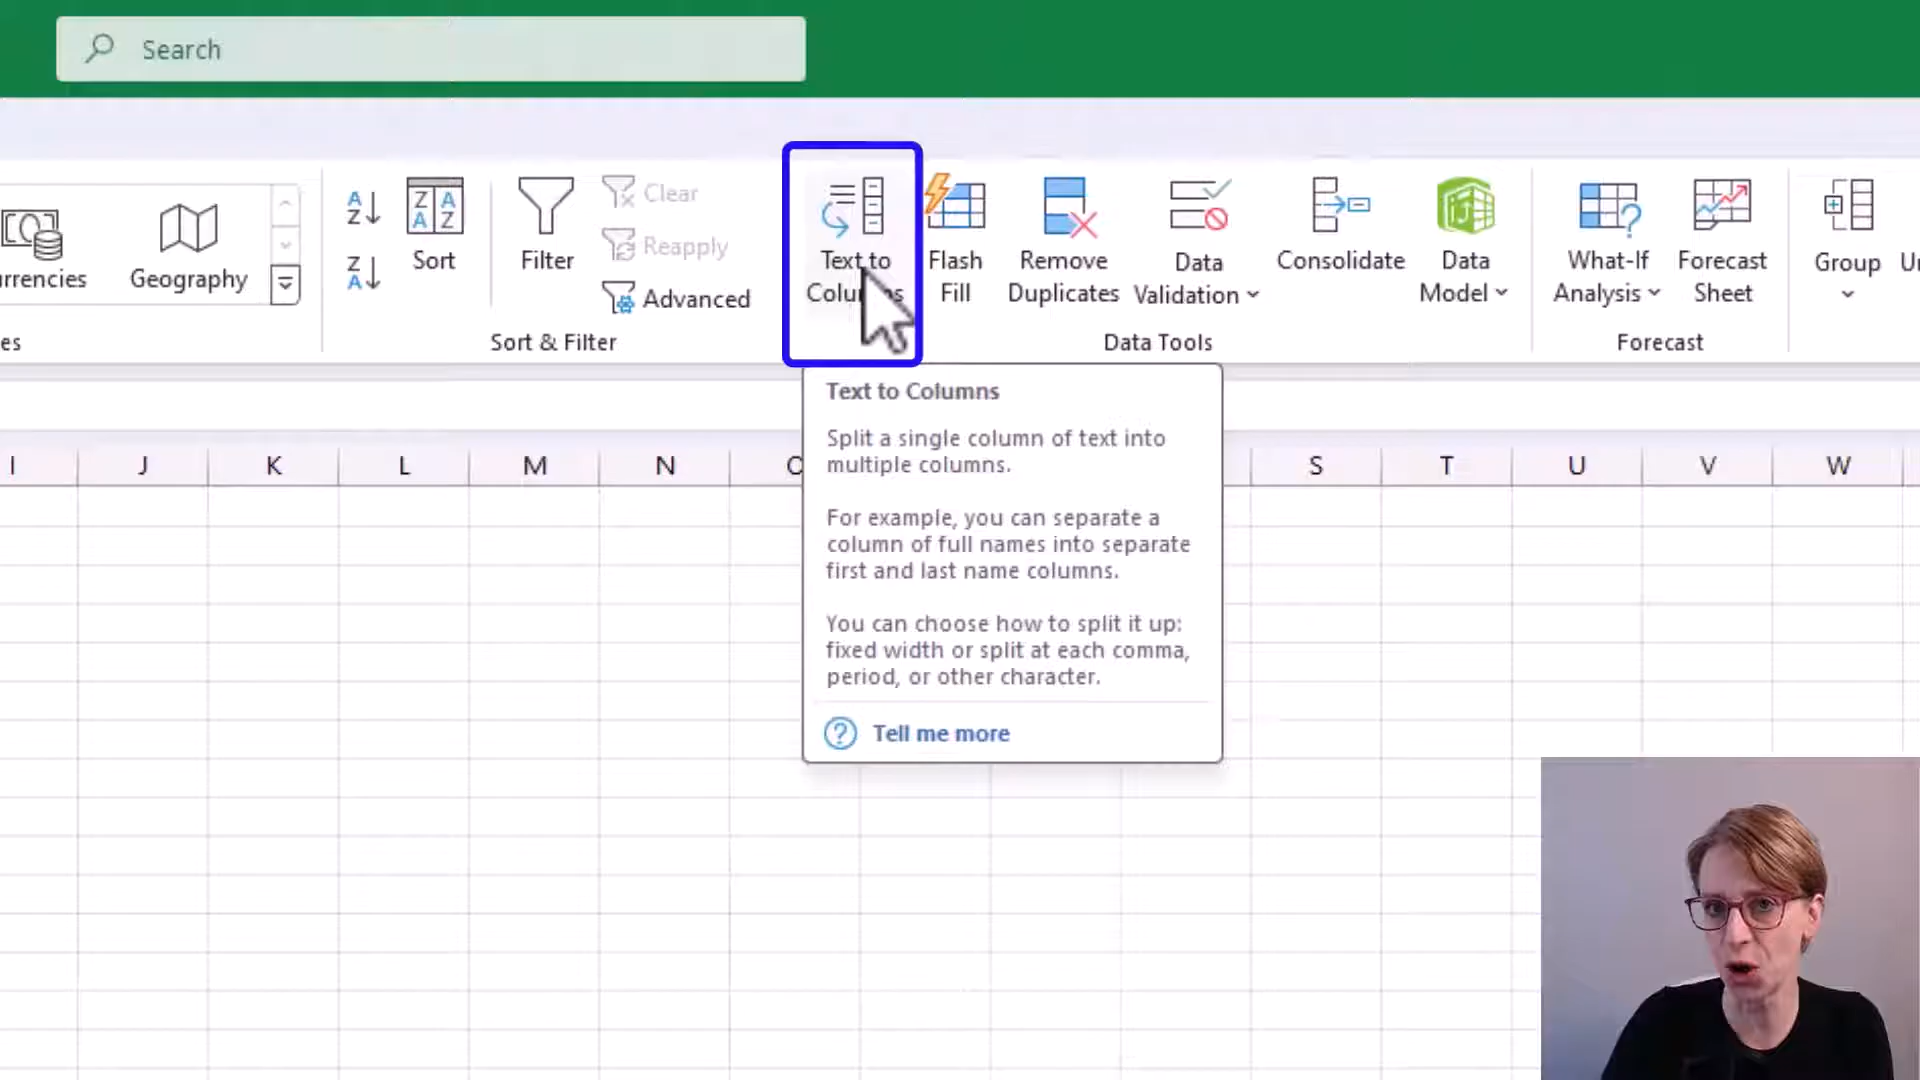 Search
Clear
Reapply
Advanced
Sort
Filter
Geography
Sort & Filter
Text to
Flash
Fill
Remove
Duplicates
Data
Validation
Consolidate
Data
Model
Data Tools
What-If
Analysis
Forecast
Sheet
Forecast
Group
Text to Columns
Split a single column of text into
multiple columns.
For example, you can separate a
column of full names into separate
first and last name columns.
You can choose how to split it up:
fixed width or split at each comma,
period, or other character.
Tell me more
I J K L M N S T U V W